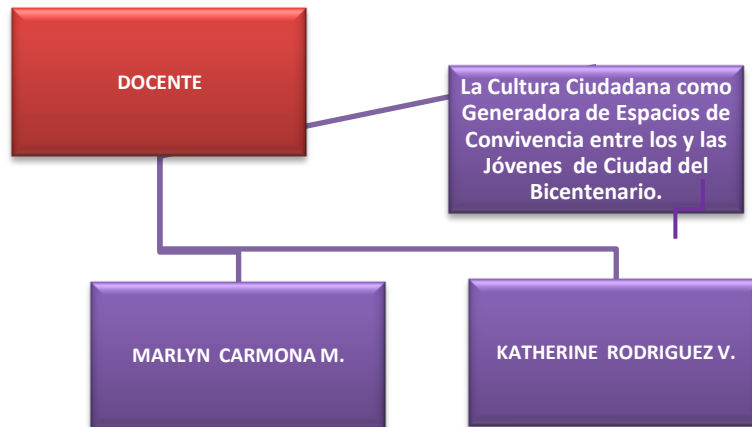 DOCENTE
La Cultura Ciudadana como
Generadora de Espacios de
Convivencia entre los y las
Jóvenes de Ciudad del
Bicentenario.
MARLYN CARMONA M.
KATHERINE RODRIGUEZ V.